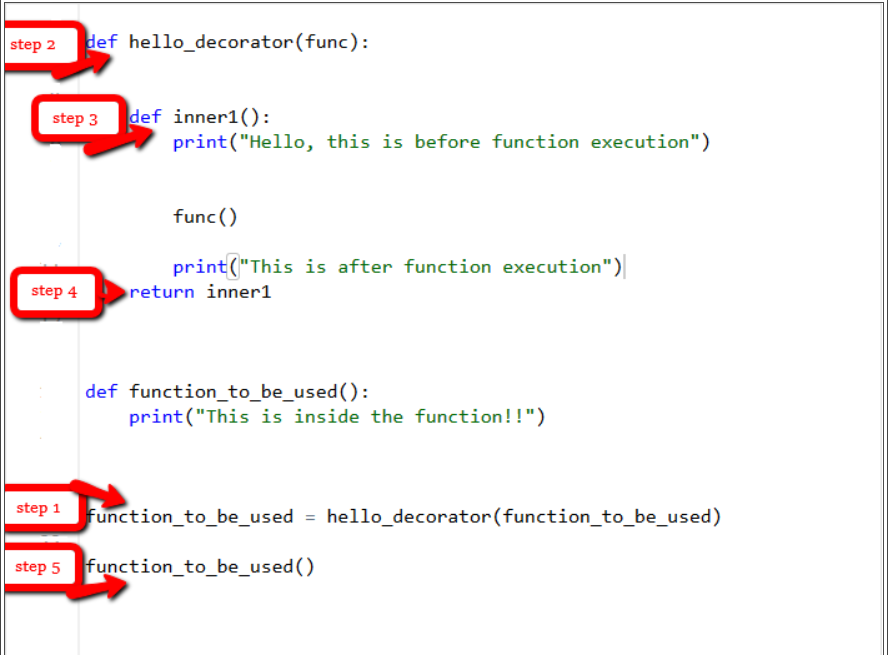 step 2
def hello_decorator(func):
step 3
def inner1():
print("Hello, this is before function execution")
func()
print("This is after function execution")
step 4
return inner1
def function_to_be_used():
print("This is inside the function!!")
step 1
function_to_be_used = hello_decorator(function_to_be_used)
step 5
function_to_be_used()